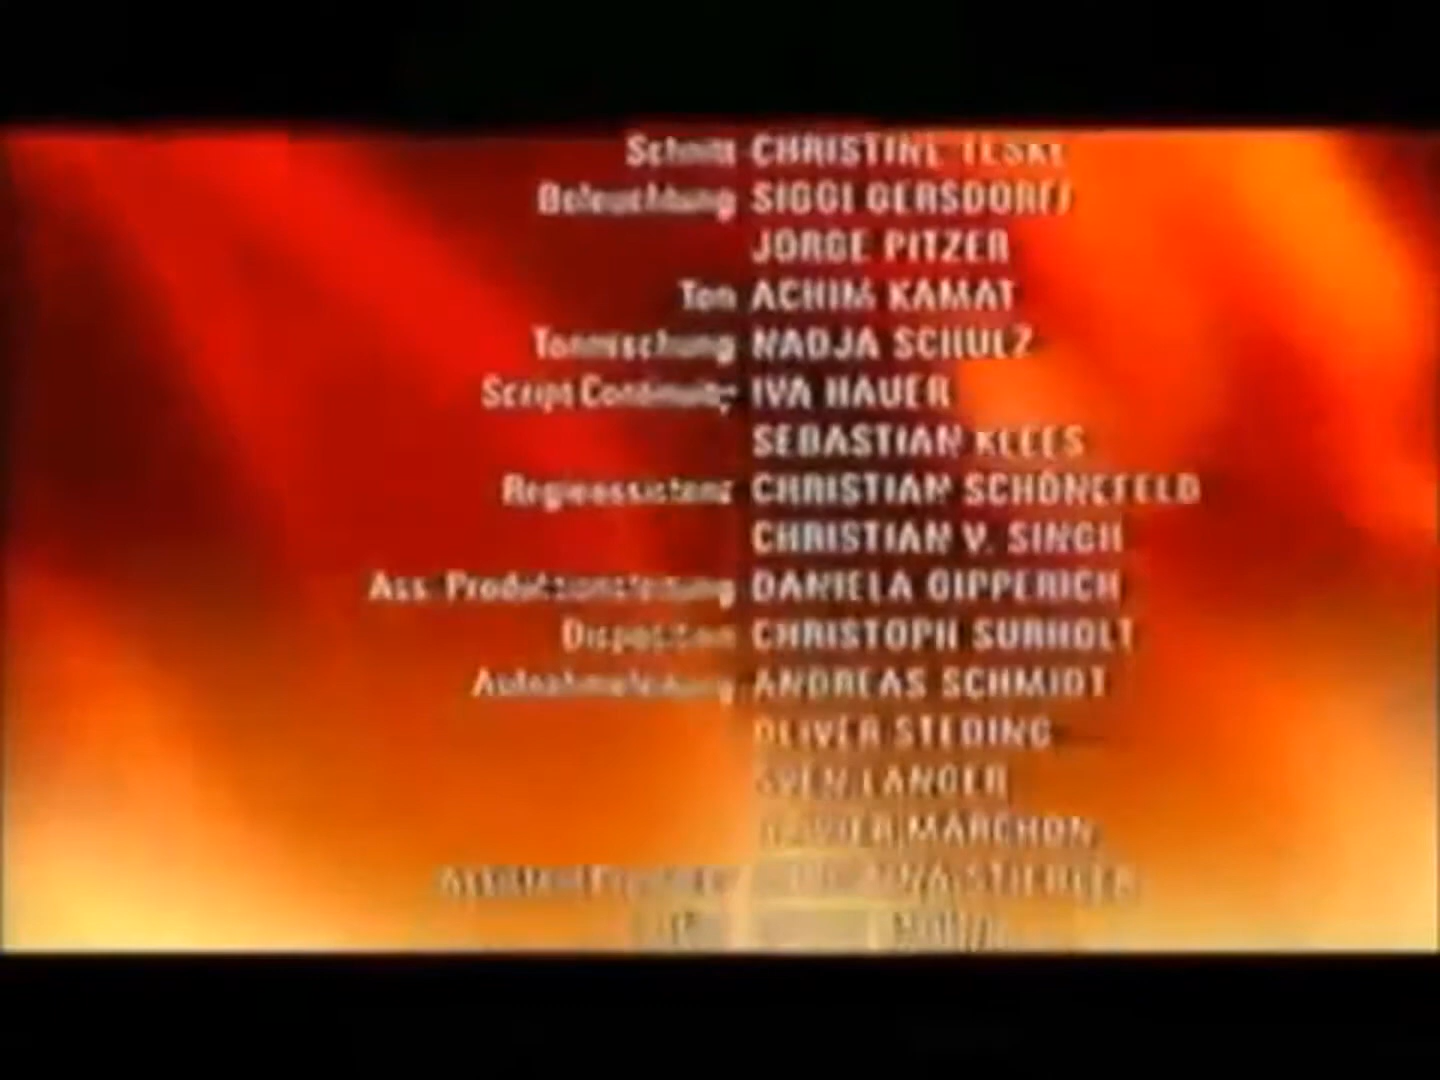 Schnitt CHRISTINE TESKE
Beleuchtung SIGGI GERSDORFF
JÖRGE PITZER
Ton ACHIM KAMAT
Tonmischung NADJA SCHULZ
Script Continuity IVA HAUER
SEBASTIAN KLEES
Regieassistenz CHRISTIAN SCHÖNEFELD
CHRISTIAN V. SINGH
Ass. Produktionsleitung DANIELA GIPPERICH
Disposition CHRISTOPH SURHOLT
Aufnahmeleitung ANDREAS SCHMIDT
OLIVER STEDING
SVEN LANGER
MARCHON